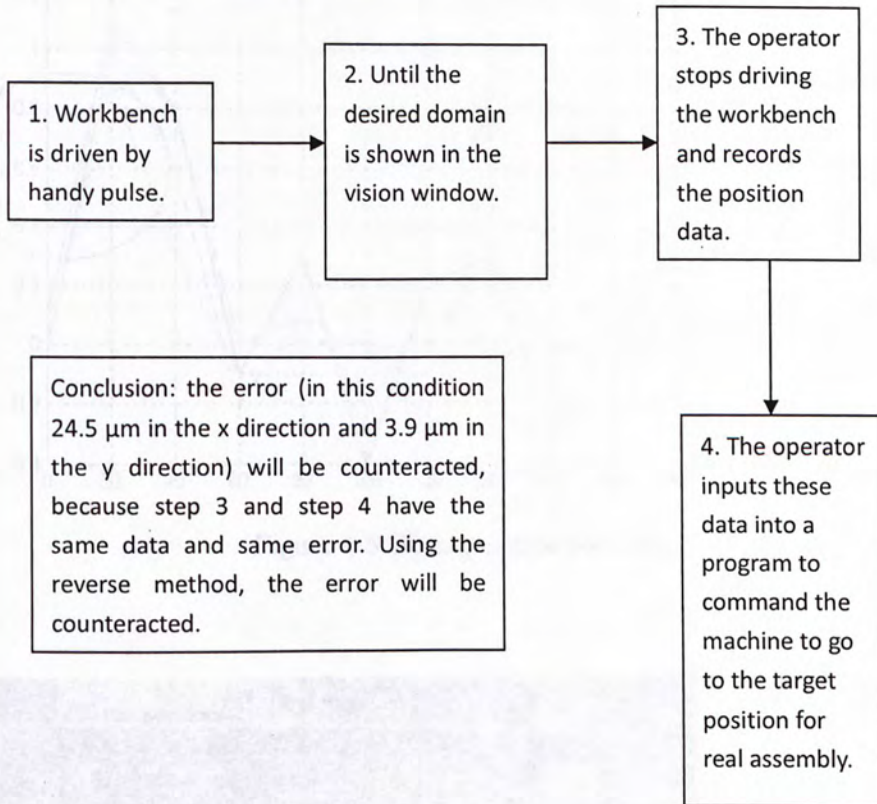 1. Workbench
is driven by
handy pulse.
2. Until the
desired domain
is shown in the
vision window.
3. The operator
stops driving
the workbench
and records
the position
data.
4. The operator
inputs these
data into a
program to
command the
machine to go
to the target
position for
real assembly.
Conclusion: the error (in this condition
24.5 μm in the x direction and 3.9 μm in
the y direction) will be counteracted,
because step 3 and step 4 have the
same data and same error. Using the
reverse method, the error will be
counteracted.